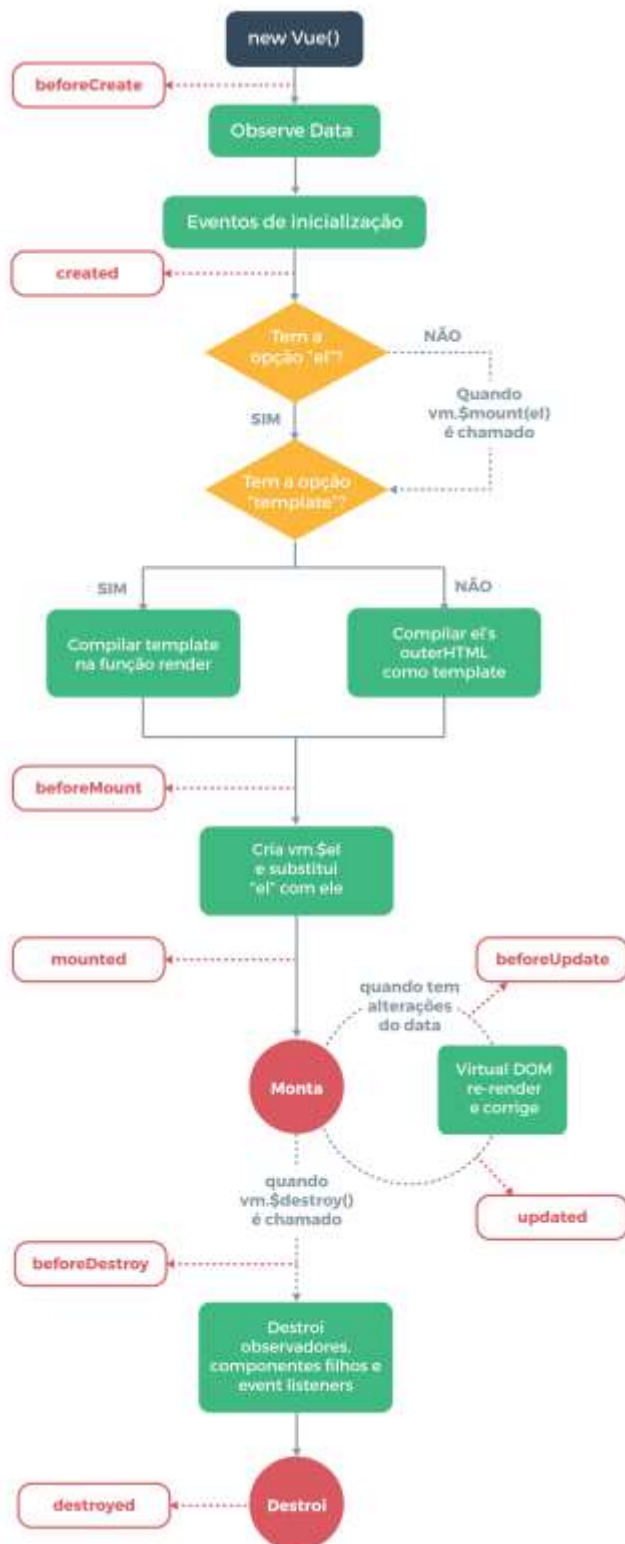 new Vue()
beforeCreate
Observe Data
Eventos de inicialização
created
Tem a
opção "el"?
NÃO
Quando
vm.$mount(el)
é chamado
SIM
Tem a opção
"template"?
SIM
NÃO
Compilar template
na função render
Compilar el's
outerHTML
como template
beforeMount
Cria vm.$el
e substitui
"el" com ele
mounted
beforeUpdate
quando tem
alterações
do data
Monta
Virtual DOM
re-render
e corrige
quando
vm.$destroy()
é chamado
updated
beforeDestroy
Destroi
observadores,
componentes filhos e
event listeners
destroyed
Destroi